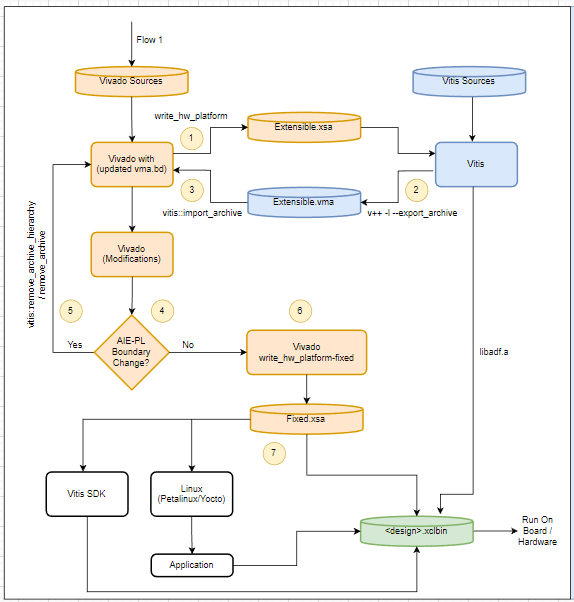 Flow 1
Vivado Sources
Vitis Sources
write_hw_platform
1
Extensible.xsa
Vivado with
(updated vma.bd)
Vitis
3
2
Extensible.vma
vitis::import_archive
v++ -l --export_archive
vitis::remove_archive_hierarchy
/ remove_archive
Vivado
(Modifications)
5
4
6
Yes
AIE-PL
Boundary
Change?
No
Vivado
write_hw_platform-fixed
libadf.a
Fixed.xsa
7
Vitis SDK
Linux
(Petalinux/Yocto)
<design>.xclbin
Run On
Board /
Hardware
Application